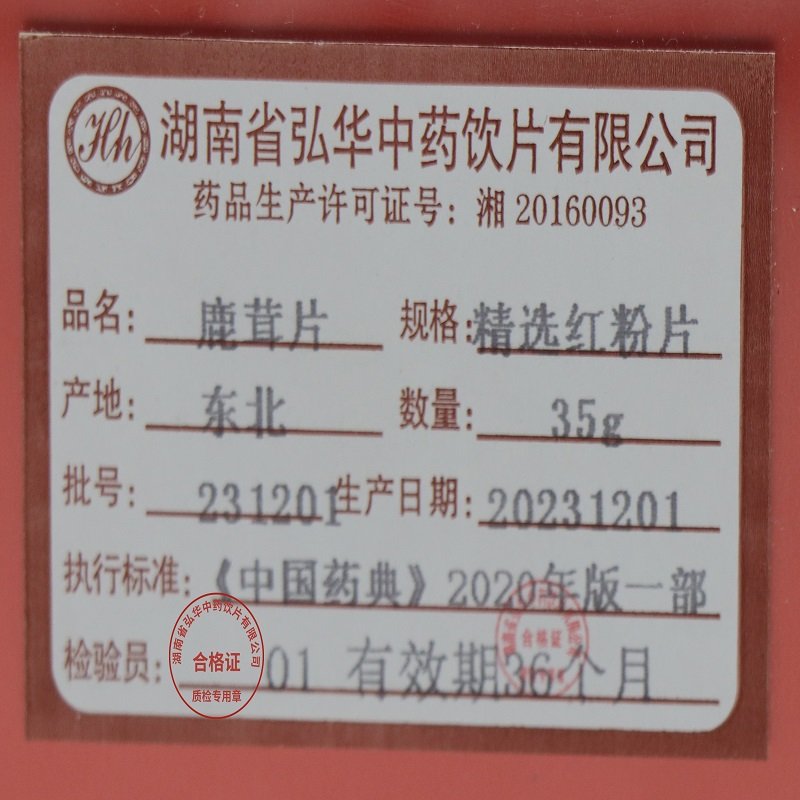 Hh 湖南省弘华中药饮片有限公司
药品生产许可证号：湘 20160093
品名： 鹿茸片 规格：精选红粉片
产地： 东北 数量： 35g
批号： 231201 生产日期：20231201
执行标准：《中国药典》2020年版一部
检验员： 01 有效期36个月
湖南省弘华中药饮片有限公司
合格证
质检专用章